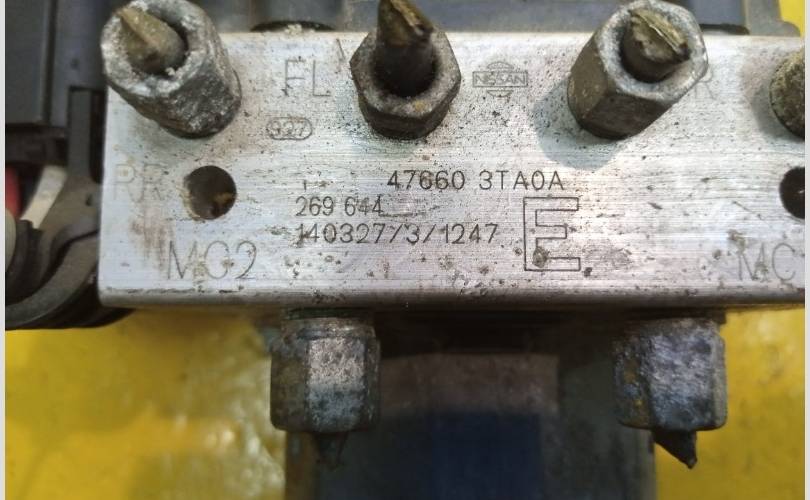 FL
NISSAN
R
327
RR
47660 3TA0A
269 644
140327/3/1247
E
MC2
MC